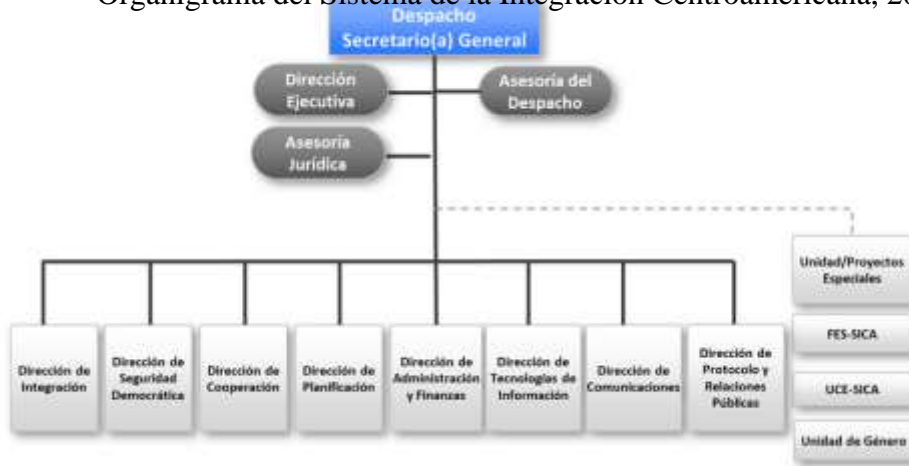 Organigrama del Sistema de la Integración Centroamericana, 20
Despacho
Secretario(a) General
Dirección
Ejecutiva
Asesoría del
Despacho
Asesoría
Jurídica
Unidad/Proyectos
Especiales
FES-SICA
UCE-SICA
Unidad de Género
Dirección de
Integración
Dirección de
Seguridad
Democrática
Dirección de
Cooperación
Dirección de
Planificación
Dirección de
Administración
y Finanzas
Dirección de
Tecnologías de
Información
Dirección de
Comunicaciones
Dirección de
Protocolo y
Relaciones
Públicas